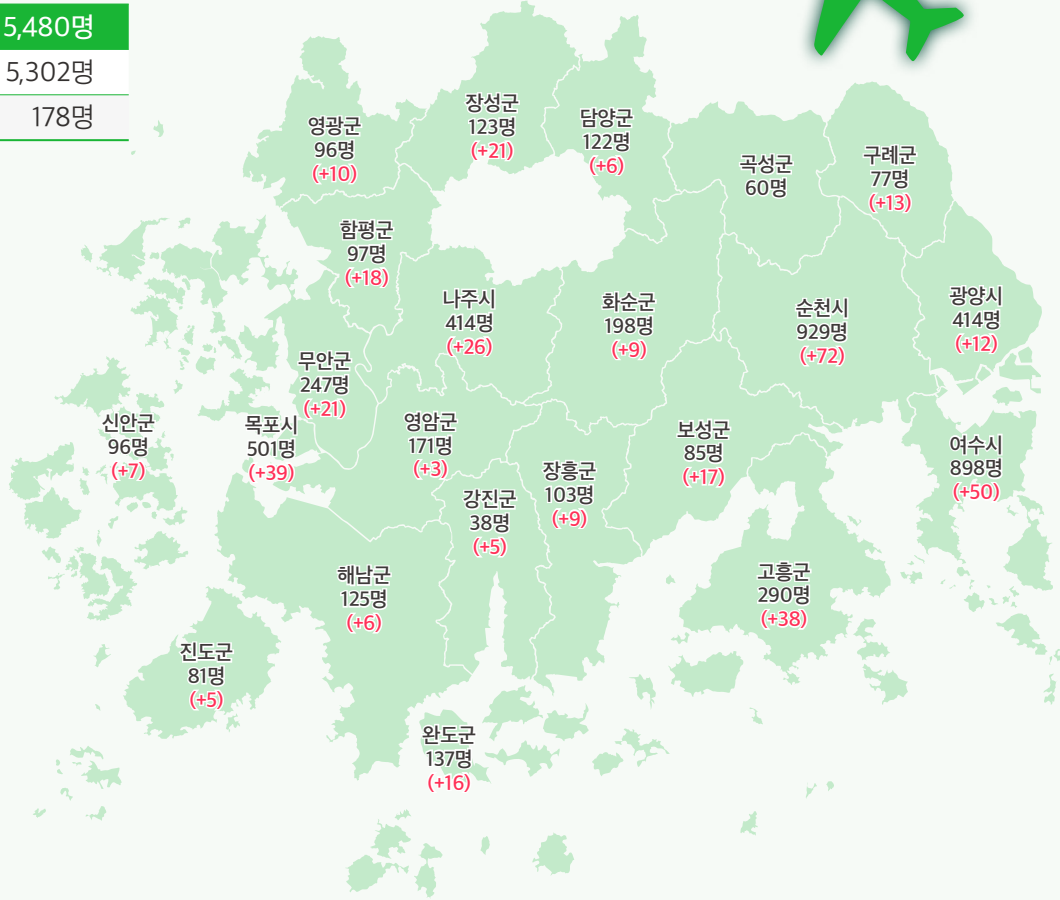 5,480명
5,302명
178명
영광군
96명
(+10)
장성군
123명
(+21)
담양군
122명
(+6)
곡성군
60명
구례군
77명
(+13)
함평군
97명
(+18)
나주시
414명
(+26)
화순군
198명
(+9)
순천시
929명
(+72)
광양시
414명
(+12)
무안군
247명
(+21)
신안군
96명
(+7)
목포시
501명
(+39)
영암군
171명
(+3)
장흥군
103명
(+9)
보성군
85명
(+17)
여수시
898명
(+50)
강진군
38명
(+5)
해남군
125명
(+6)
고흥군
290명
(+38)
진도군
81명
(+5)
완도군
137명
(+16)